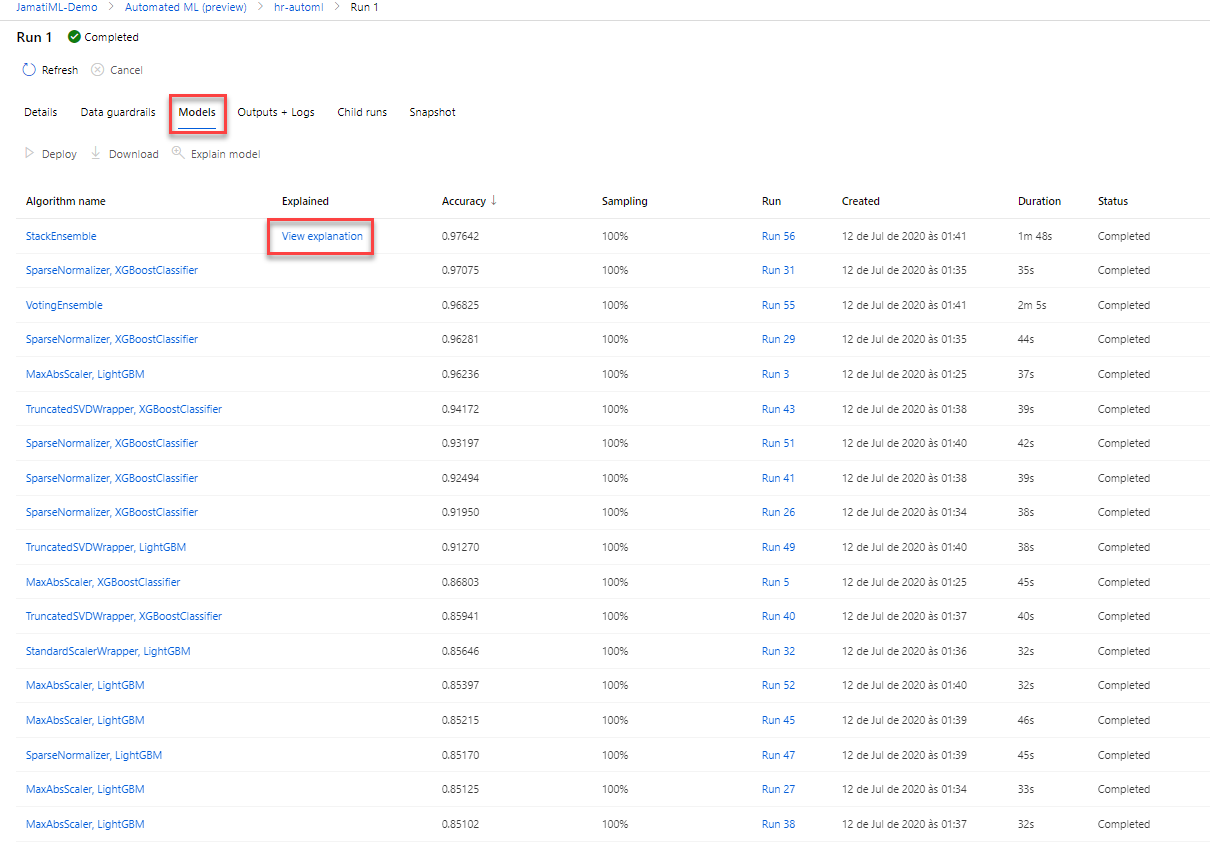 JamatiML-Demo > Automated ML (preview) > hr-automl > Run 1
Run 1 Completed
Refresh Cancel
Details Data guardrails Models Outputs + Logs Child runs Snapshot
Deploy Download Explain model
Algorithm name Explained Accuracy ↓ Sampling Run Created Duration Status
StackEnsemble View explanation 0.97642 100% Run 56 12 de Jul de 2020 às 01:41 1m 48s Completed
SparseNormalizer, XGBoostClassifier 0.97075 100% Run 31 12 de Jul de 2020 às 01:35 35s Completed
VotingEnsemble 0.96825 100% Run 55 12 de Jul de 2020 às 01:41 2m 5s Completed
SparseNormalizer, XGBoostClassifier 0.96281 100% Run 29 12 de Jul de 2020 às 01:35 44s Completed
MaxAbsScaler, LightGBM 0.96236 100% Run 3 12 de Jul de 2020 às 01:25 37s Completed
TruncatedSVDWrapper, XGBoostClassifier 0.94172 100% Run 43 12 de Jul de 2020 às 01:38 39s Completed
SparseNormalizer, XGBoostClassifier 0.93197 100% Run 51 12 de Jul de 2020 às 01:40 42s Completed
SparseNormalizer, XGBoostClassifier 0.92494 100% Run 41 12 de Jul de 2020 às 01:38 39s Completed
SparseNormalizer, XGBoostClassifier 0.91950 100% Run 26 12 de Jul de 2020 às 01:34 38s Completed
TruncatedSVDWrapper, LightGBM 0.91270 100% Run 49 12 de Jul de 2020 às 01:40 38s Completed
MaxAbsScaler, XGBoostClassifier 0.86803 100% Run 5 12 de Jul de 2020 às 01:25 45s Completed
TruncatedSVDWrapper, XGBoostClassifier 0.85941 100% Run 40 12 de Jul de 2020 às 01:37 40s Completed
StandardScalerWrapper, LightGBM 0.85646 100% Run 32 12 de Jul de 2020 às 01:36 32s Completed
MaxAbsScaler, LightGBM 0.85397 100% Run 52 12 de Jul de 2020 às 01:40 32s Completed
MaxAbsScaler, LightGBM 0.85215 100% Run 45 12 de Jul de 2020 às 01:39 46s Completed
SparseNormalizer, LightGBM 0.85170 100% Run 47 12 de Jul de 2020 às 01:39 45s Completed
MaxAbsScaler, LightGBM 0.85125 100% Run 27 12 de Jul de 2020 às 01:34 33s Completed
MaxAbsScaler, LightGBM 0.85102 100% Run 38 12 de Jul de 2020 às 01:37 32s Completed